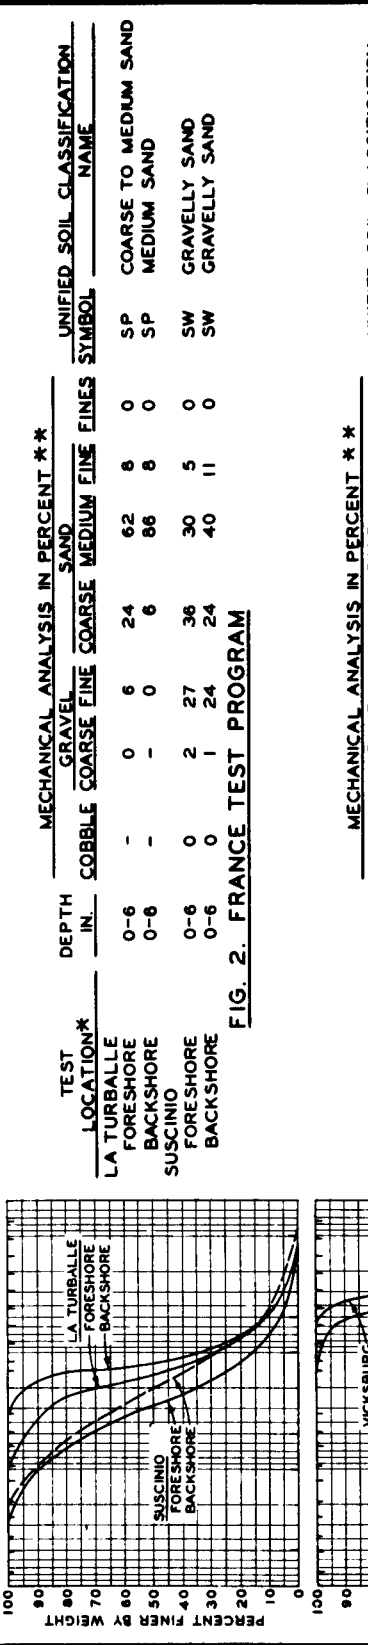 MECHANICAL ANALYSIS IN PERCENT **
TEST DEPTH GRAVEL SAND UNIFIED SOIL CLASSIFICATION
LOCATION* IN. COBBLE COARSE FINE COARSE MEDIUM FINE FINES SYMBOL NAME
LA TURBALLE
FORESHORE 0-6 - 0 6 24 62 8 0 SP COARSE TO MEDIUM SAND
BACKSHORE 0-6 - - 0 6 86 8 0 SP MEDIUM SAND
SUSCINIO
FORESHORE 0-6 0 2 27 36 30 5 0 SW GRAVELLY SAND
BACKSHORE 0-6 0 1 24 24 40 11 0 SW GRAVELLY SAND
FIG. 2. FRANCE TEST PROGRAM
PERCENT FINER BY WEIGHT
100
90
80
70
60
50
40
30
20
10
0
LA TURBALLE
FORESHORE
BACKSHORE
SUSCINIO
FORESHORE
BACKSHORE
MECHANICAL ANALYSIS IN PERCENT **
100
90
VICKSBURG